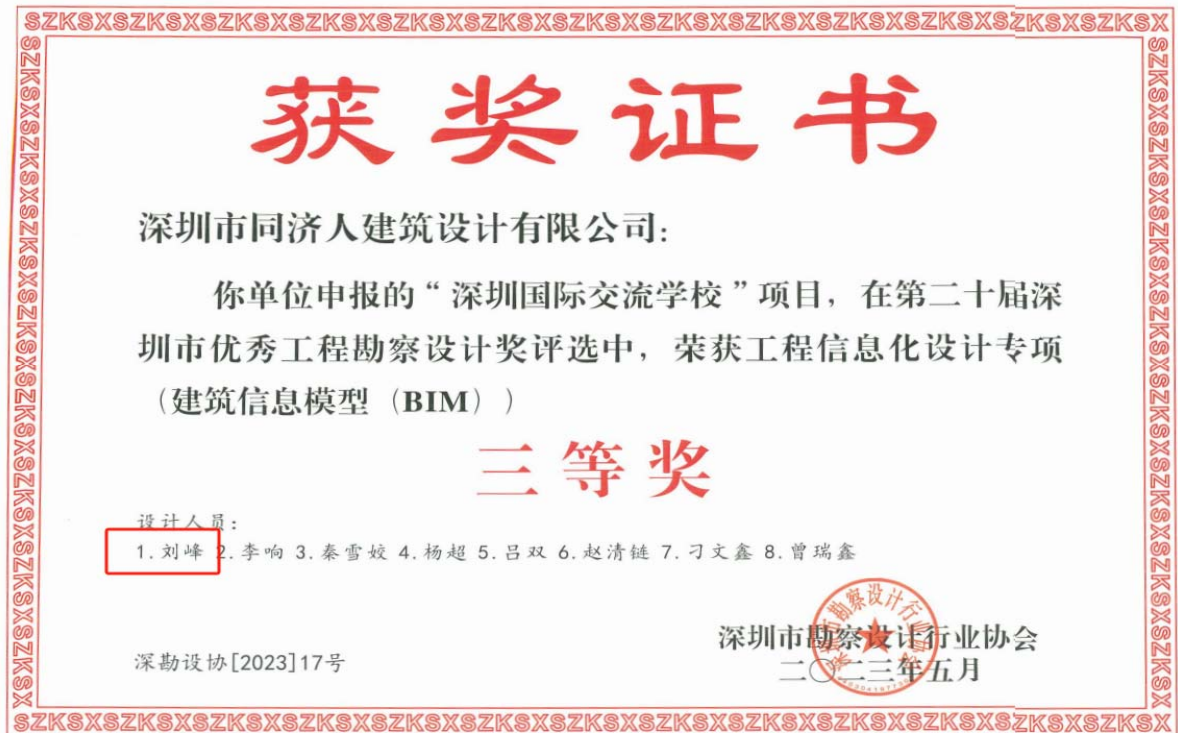 SZKSXSZKSXSZKSXSZKSXSZKSXSZKSXSZKSXSZKSXSZKSXSZKSXSZKSX
获奖证书
深圳市同济人建筑设计有限公司:
你单位申报的“深圳国际交流学校”项目，在第二十届深
圳市优秀工程勘察设计奖评选中，荣获工程信息化设计专项
（建筑信息模型（BIM））
三等奖
设计人员:
1.刘峰 2.李响 3.秦雪姣 4.杨超 5.吕双 6.赵清链 7.刁文鑫 8.曾瑞鑫
深圳市勘察设计行业协会
深勘设协[2023]17号
二〇二三年五月